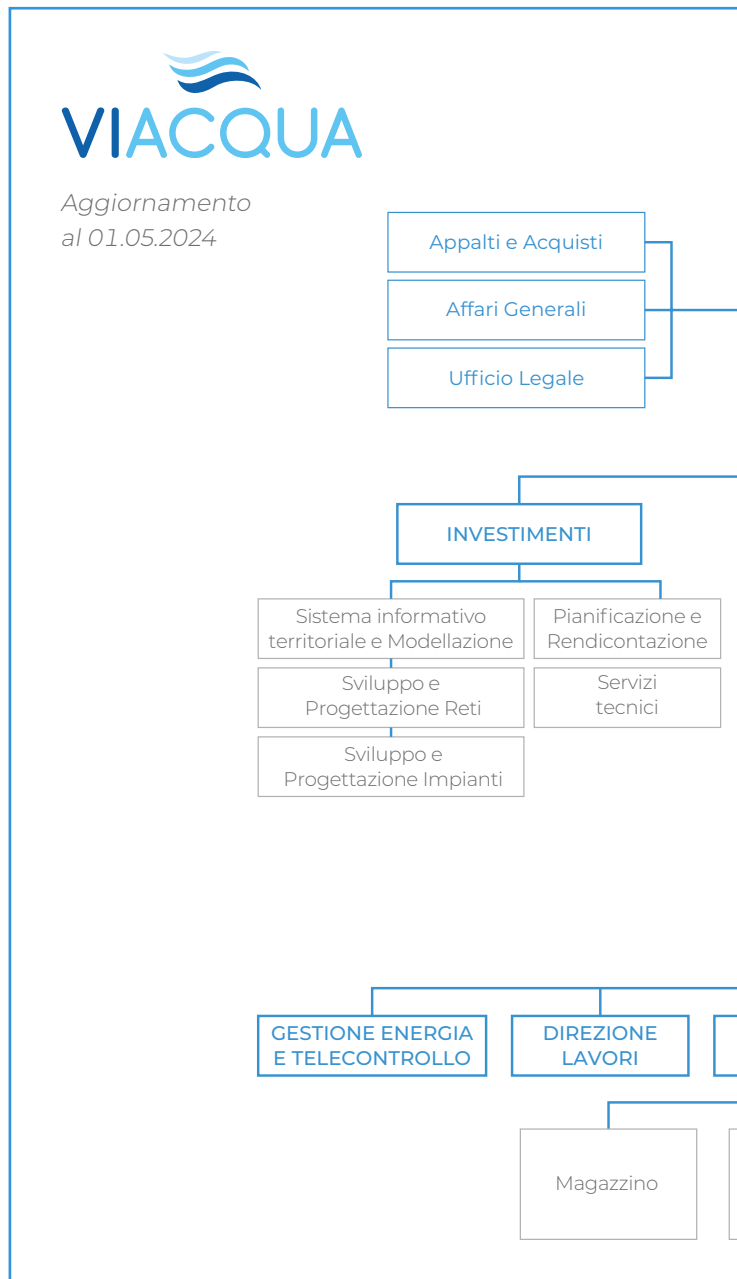 VIACQUA
Aggiornamento
al 01.05.2024
Appalti e Acquisti
Affari Generali
Ufficio Legale
INVESTIMENTI
Sistema informativo
territoriale e Modellazione
Pianificazione e
Rendicontazione
Sviluppo e
Progettazione Reti
Servizi
tecnici
Sviluppo e
Progettazione Impianti
GESTIONE ENERGIA
E TELECONTROLLO
DIREZIONE
LAVORI
Magazzino